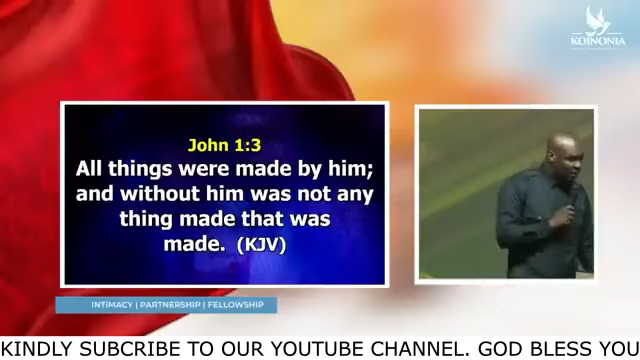 KOINONIA
John 1:3
All things were made by him;
and without him was not any
thing made that was
made. (KJV)
INTIMACY | PARTNERSHIP | FELLOWSHIP
KINDLY SUBCRIBE TO OUR YOUTUBE CHANNEL. GOD BLESS YOU